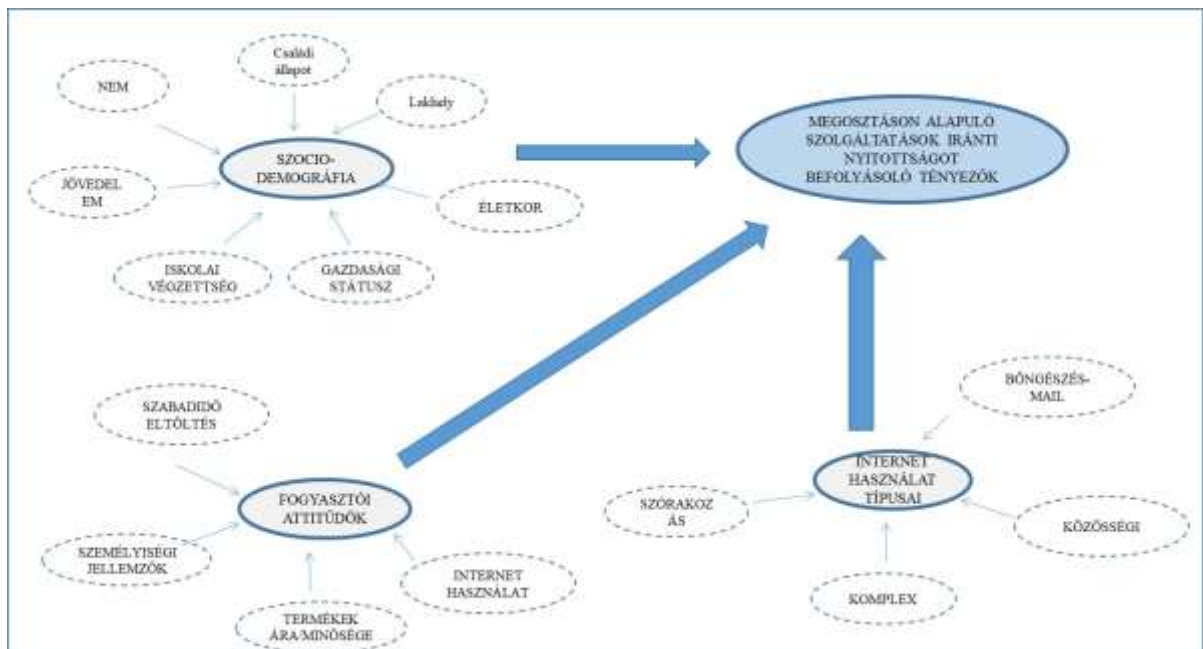 Családi
állapot
NEM
Lakhely
SZOCIO-
DEMOGRÁFIA
JÖVEDEL
EM
ÉLETKOR
ISKOLAI
VÉGZETTSÉG
GAZDASÁGI
STÁTUSZ
MEGOSZTÁSON ALAPULÓ
SZOLGÁLTATÁSOK IRÁNTI
NYITOTTSÁGOT
BEFOLYÁSOLÓ TÉNYEZŐK
SZABADIDŐ
ELTÖLTÉS
FOGYASZTÓI
ATTITŰDÖK
SZEMÉLYISÉGI
JELLEMZŐK
TERMÉKEK
ÁRA/MINŐSÉGE
INTERNET
HASZNÁLAT
BÖNGÉSZÉS-
MAIL
INTERNET
HASZNÁLAT
TÍPUSAI
SZÓRAKOZ
ÁS
KÖZÖSSÉGI
KOMPLEX